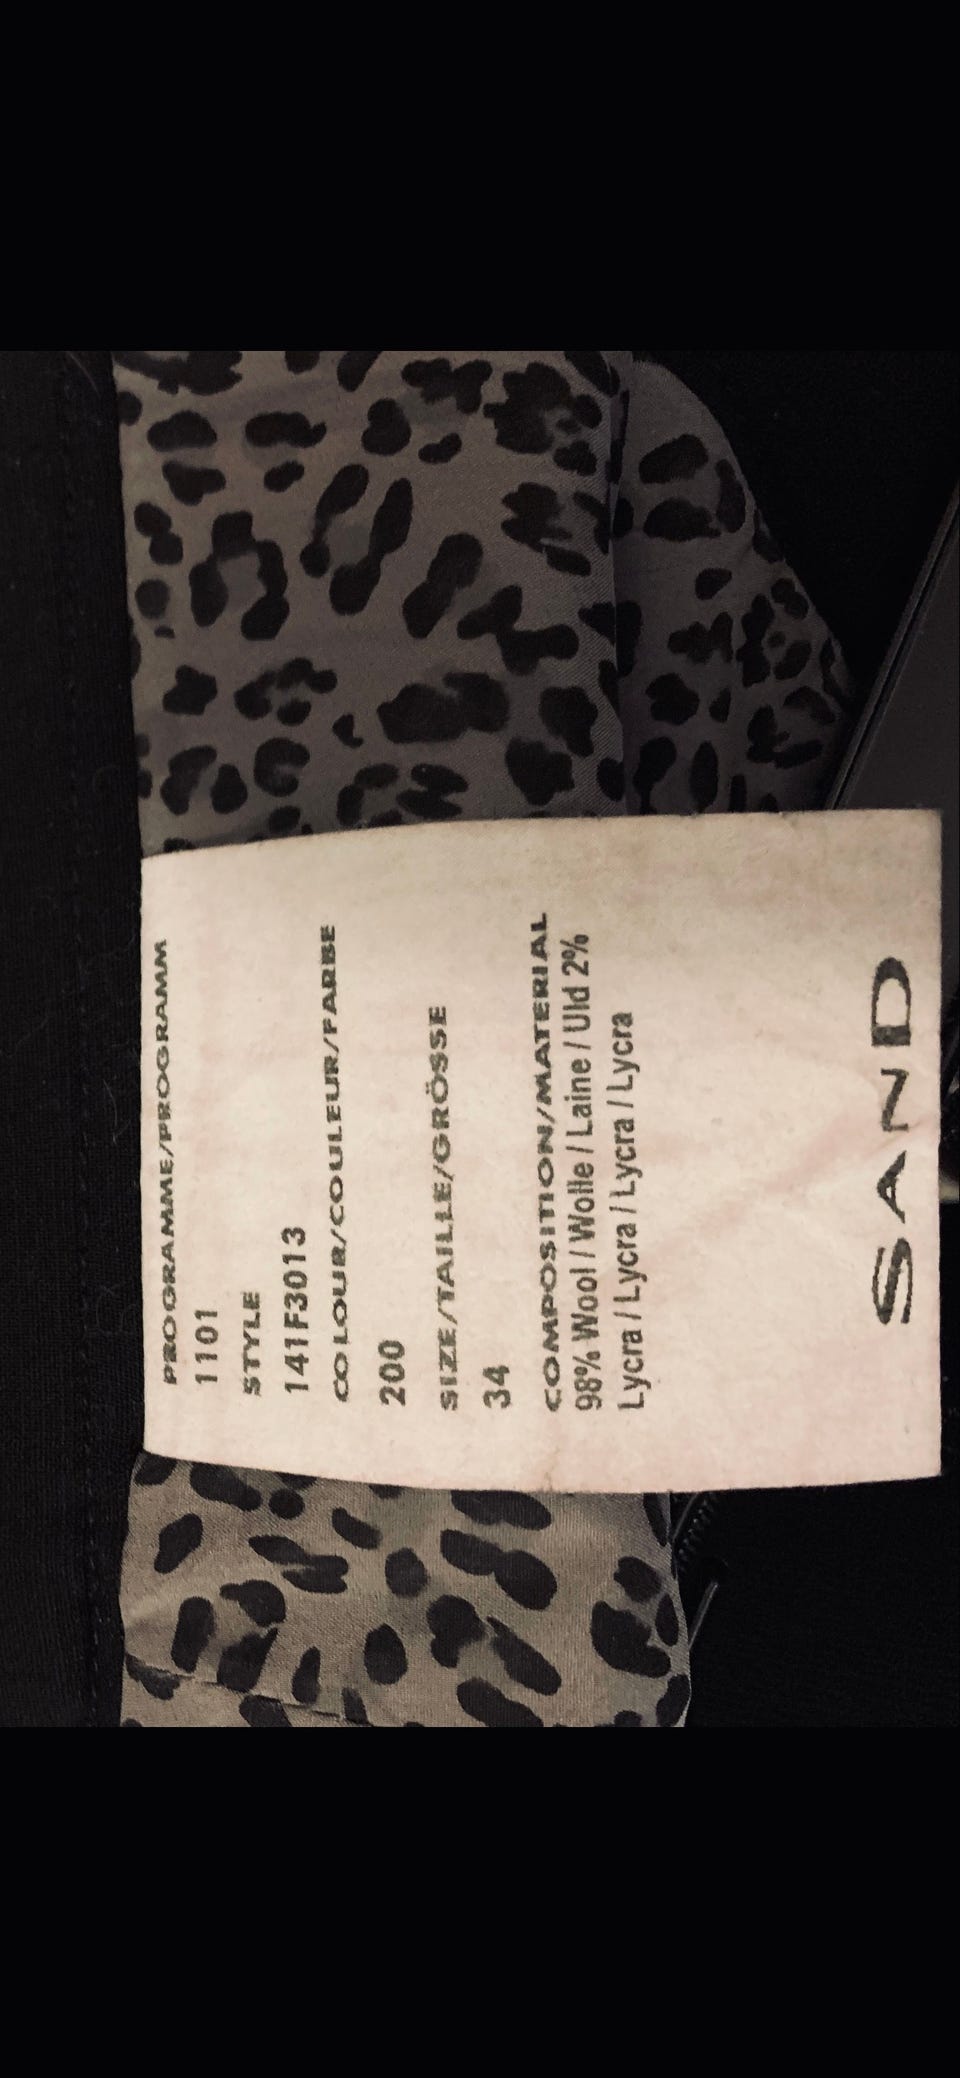 PROGRAMME/PROGRAMM
1101
STYLE
141F3013
COLOUR/COULEUR/FARBE
200
SIZE/TAILLE/GRÖSSE
34
COMPOSITION/MATERIAL
98% Wool / Wolle / Laine / Uld 2%
Lycra / Lycra / Lycra / Lycra
SAND